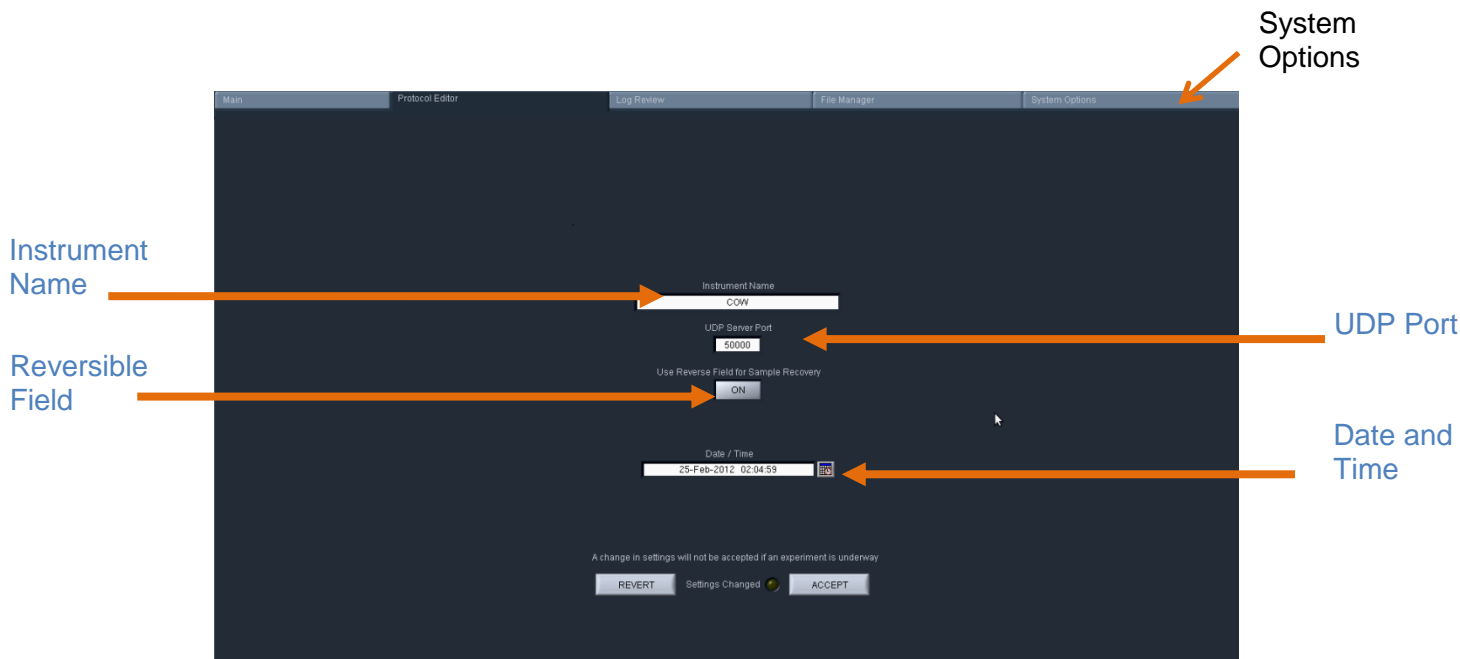 System
Options
Main Protocol Editor Log Review File Manager System Options
Instrument
Name
Instrument Name
COW
UDP Server Port
50000
UDP Port
Reversible
Field
Use Reverse Field for Sample Recovery
ON
Date and
Time
Date / Time
25-Feb-2012 02:04:59
A change in settings will not be accepted if an experiment is underway
REVERT Settings Changed ACCEPT